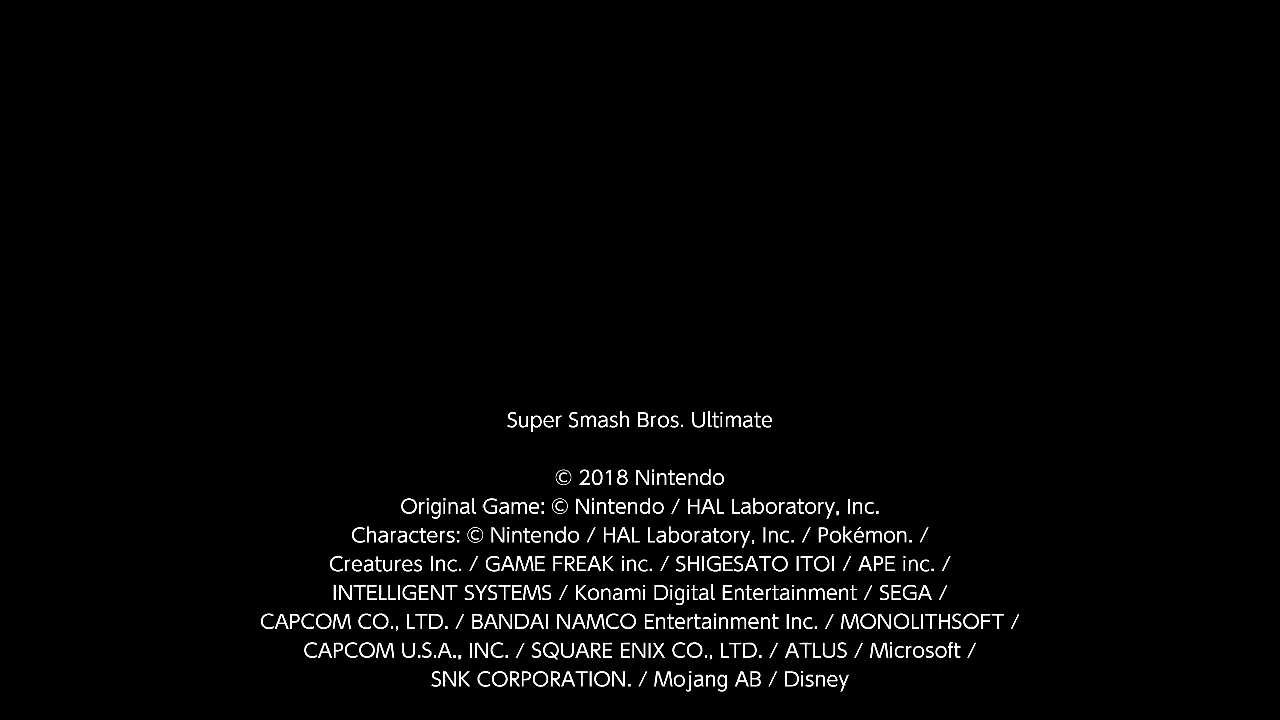 Super Smash Bros. Ultimate
© 2018 Nintendo
Original Game: © Nintendo / HAL Laboratory, Inc.
Characters: © Nintendo / HAL Laboratory, Inc. / Pokémon. /
Creatures Inc. / GAME FREAK inc. / SHIGESATO ITOI / APE inc. /
INTELLIGENT SYSTEMS / Konami Digital Entertainment / SEGA /
CAPCOM CO., LTD. / BANDAI NAMCO Entertainment Inc. / MONOLITHSOFT /
CAPCOM U.S.A., INC. / SQUARE ENIX CO., LTD. / ATLUS / Microsoft /
SNK CORPORATION. / Mojang AB / Disney